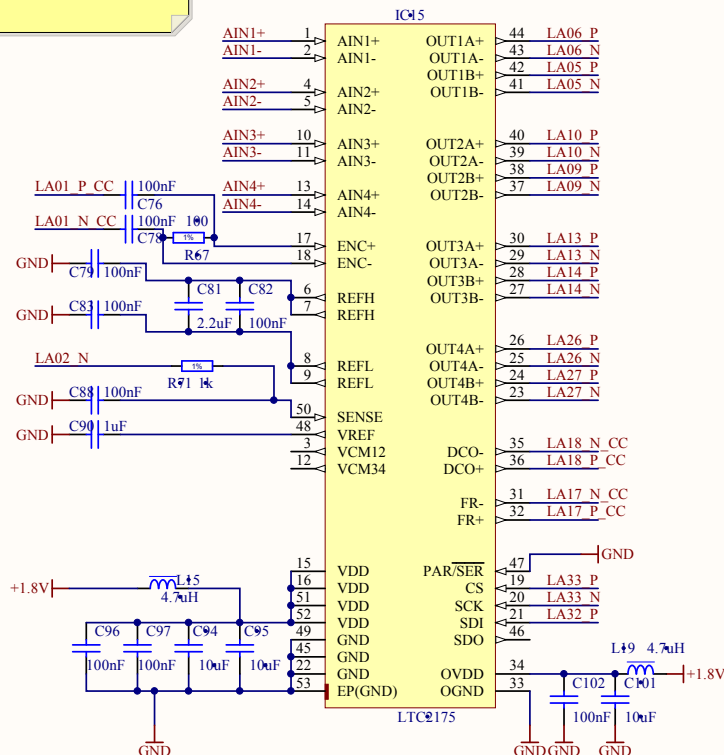 IC15
AIN1+ 1 AIN1+ OUT1A+ 44 LA06_P
AIN1- 2 AIN1- OUT1A- 43 LA06_N
OUT1B+ 42 LA05_P
AIN2+ 4 AIN2+ OUT1B- 41 LA05_N
AIN2- 5 AIN2-
AIN3+ 10 AIN3+ OUT2A+ 40 LA10_P
AIN3- 11 AIN3- OUT2A- 39 LA10_N
OUT2B+ 38 LA09_P
LA01_P_CC 100nF C76 AIN4+ 13 AIN4+ OUT2B- 37 LA09_N
AIN4- 14 AIN4-
LA01_N_CC 100nF C78 100 1% R67
17 ENC+ OUT3A+ 30 LA13_P
18 ENC- OUT3A- 29 LA13_N
GND C79 100nF
OUT3B+ 28 LA14_P
C81 2.2uF C82 100nF
6 REFH OUT3B- 27 LA14_N
7 REFH
GND C83 100nF
OUT4A+ 26 LA26_P
LA02_N 1% R71 1k
8 REFL OUT4A- 25 LA26_N
9 REFL OUT4B+ 24 LA27_P
GND C88 100nF
OUT4B- 23 LA27_N
50 SENSE
GND C90 1uF
48 VREF
3 VCM12 DCO- 35 LA18_N_CC
12 VCM34 DCO+ 36 LA18_P_CC
FR- 31 LA17_N_CC
FR+ 32 LA17_P_CC
GND
15 VDD PAR/SER 47
+1.8V L15 4.7uH
16 VDD CS 19 LA33_P
51 VDD SCK 20 LA33_N
52 VDD SDI 21 LA32_P
49 GND SDO 46
C96 100nF C97 100nF C94 10uF C95 10uF
45 GND
L19 4.7uH
22 GND OVDD 34 +1.8V
53 EP(GND) OGND 33
C102 100nF C101 10uF
LTC2175
GND GND GND GND